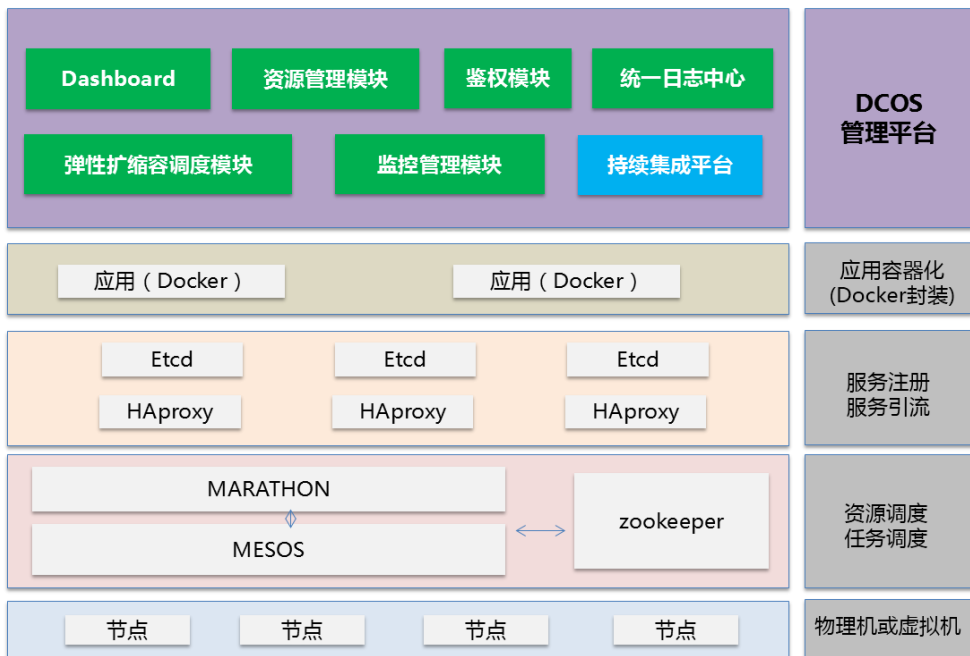 Dashboard
资源管理模块
鉴权模块
统一日志中心
弹性扩缩容调度模块
监控管理模块
持续集成平台
DCOS
管理平台
应用（Docker）
应用（Docker）
应用容器化
(Docker封装)
Etcd
Etcd
Etcd
HAproxy
HAproxy
HAproxy
服务注册
服务引流
MARATHON
MESOS
zookeeper
资源调度
任务调度
节点
节点
节点
节点
物理机或虚拟机